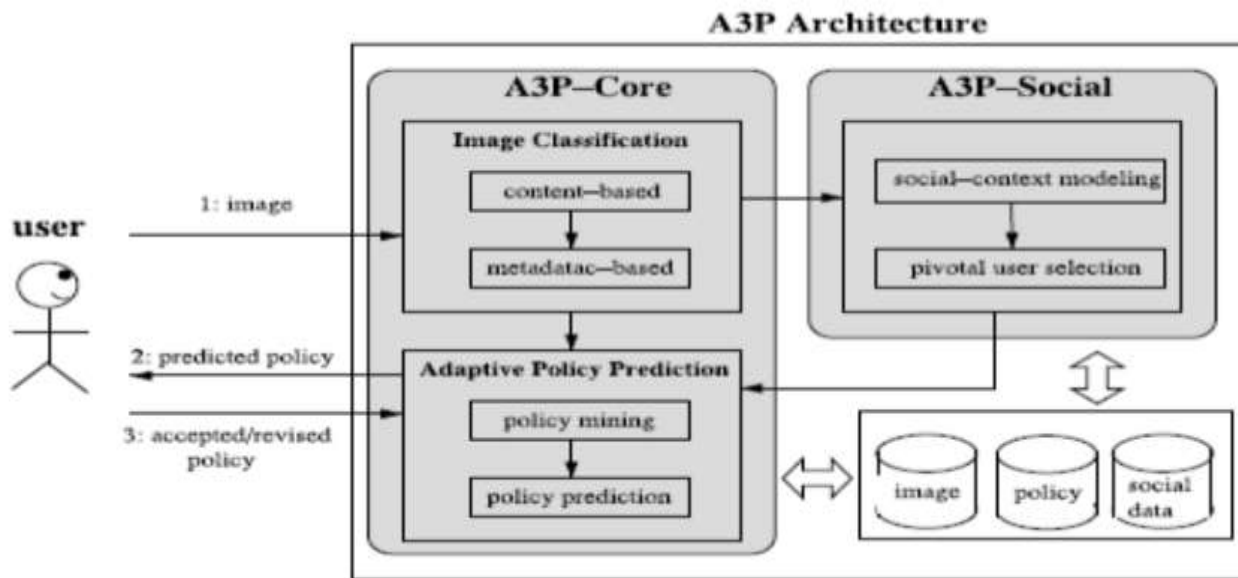 A3P Architecture
A3P–Core
Image Classification
content–based
metadatac–based
Adaptive Policy Prediction
policy mining
policy prediction
A3P–Social
social–context modeling
pivotal user selection
user
1: image
2: predicted policy
3: accepted/revised
policy
image
policy
social
data